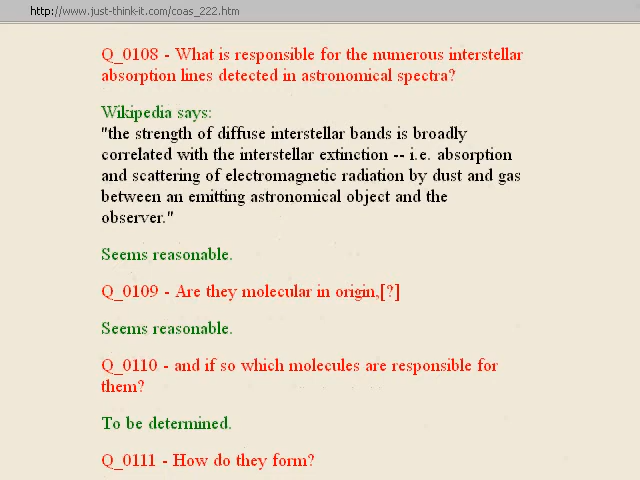 http://www.just-think-it.com/coas_222.htm
Q_0108 - What is responsible for the numerous interstellar
absorption lines detected in astronomical spectra?
Wikipedia says:
"the strength of diffuse interstellar bands is broadly
correlated with the interstellar extinction -- i.e. absorption
and scattering of electromagnetic radiation by dust and gas
between an emitting astronomical object and the
observer."
Seems reasonable.
Q_0109 - Are they molecular in origin,[?]
Seems reasonable.
Q_0110 - and if so which molecules are responsible for
them?
To be determined.
Q_0111 - How do they form?